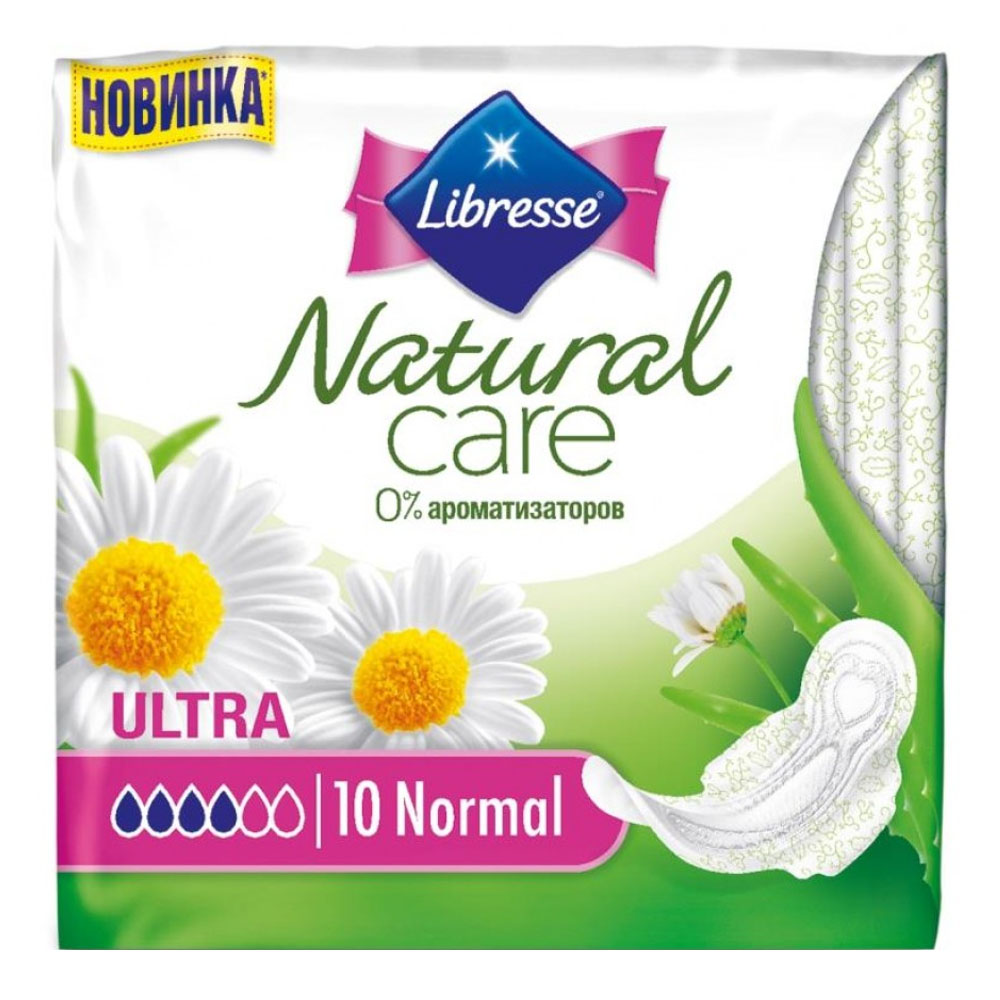 НОВИНКА*
Libresse®
Natural
care
0% ароматизаторов
ULTRA
10 Normal